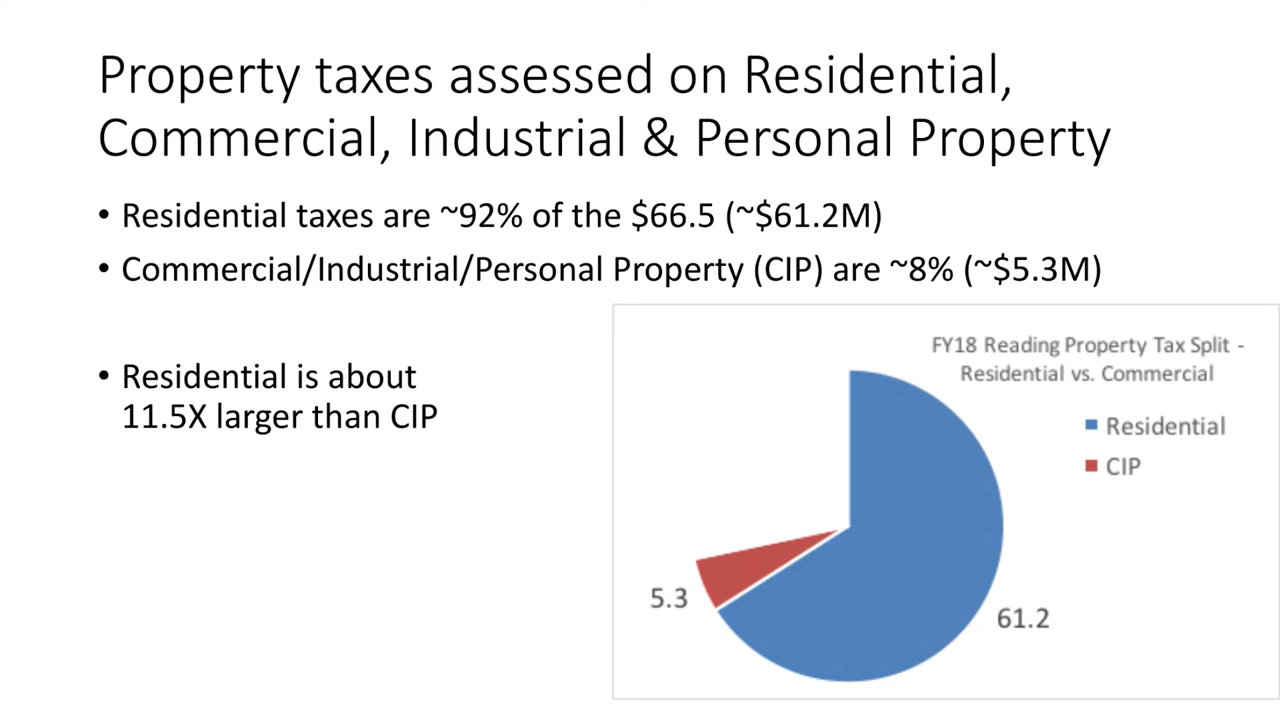 Property taxes assessed on Residential,
Commercial, Industrial & Personal Property
• Residential taxes are ~92% of the $66.5 (~$61.2M)
• Commercial/Industrial/Personal Property (CIP) are ~8% (~$5.3M)
• Residential is about
11.5X larger than CIP
FY18 Reading Property Tax Split -
Residential vs. Commercial
Residential
CIP
5.3
61.2